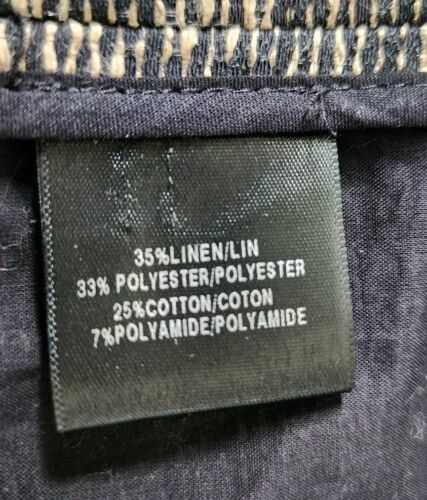 35%LINEN/LIN
33% POLYESTER/POLYESTER
25%COTTON/COTON
7%POLYAMIDE/POLYAMIDE